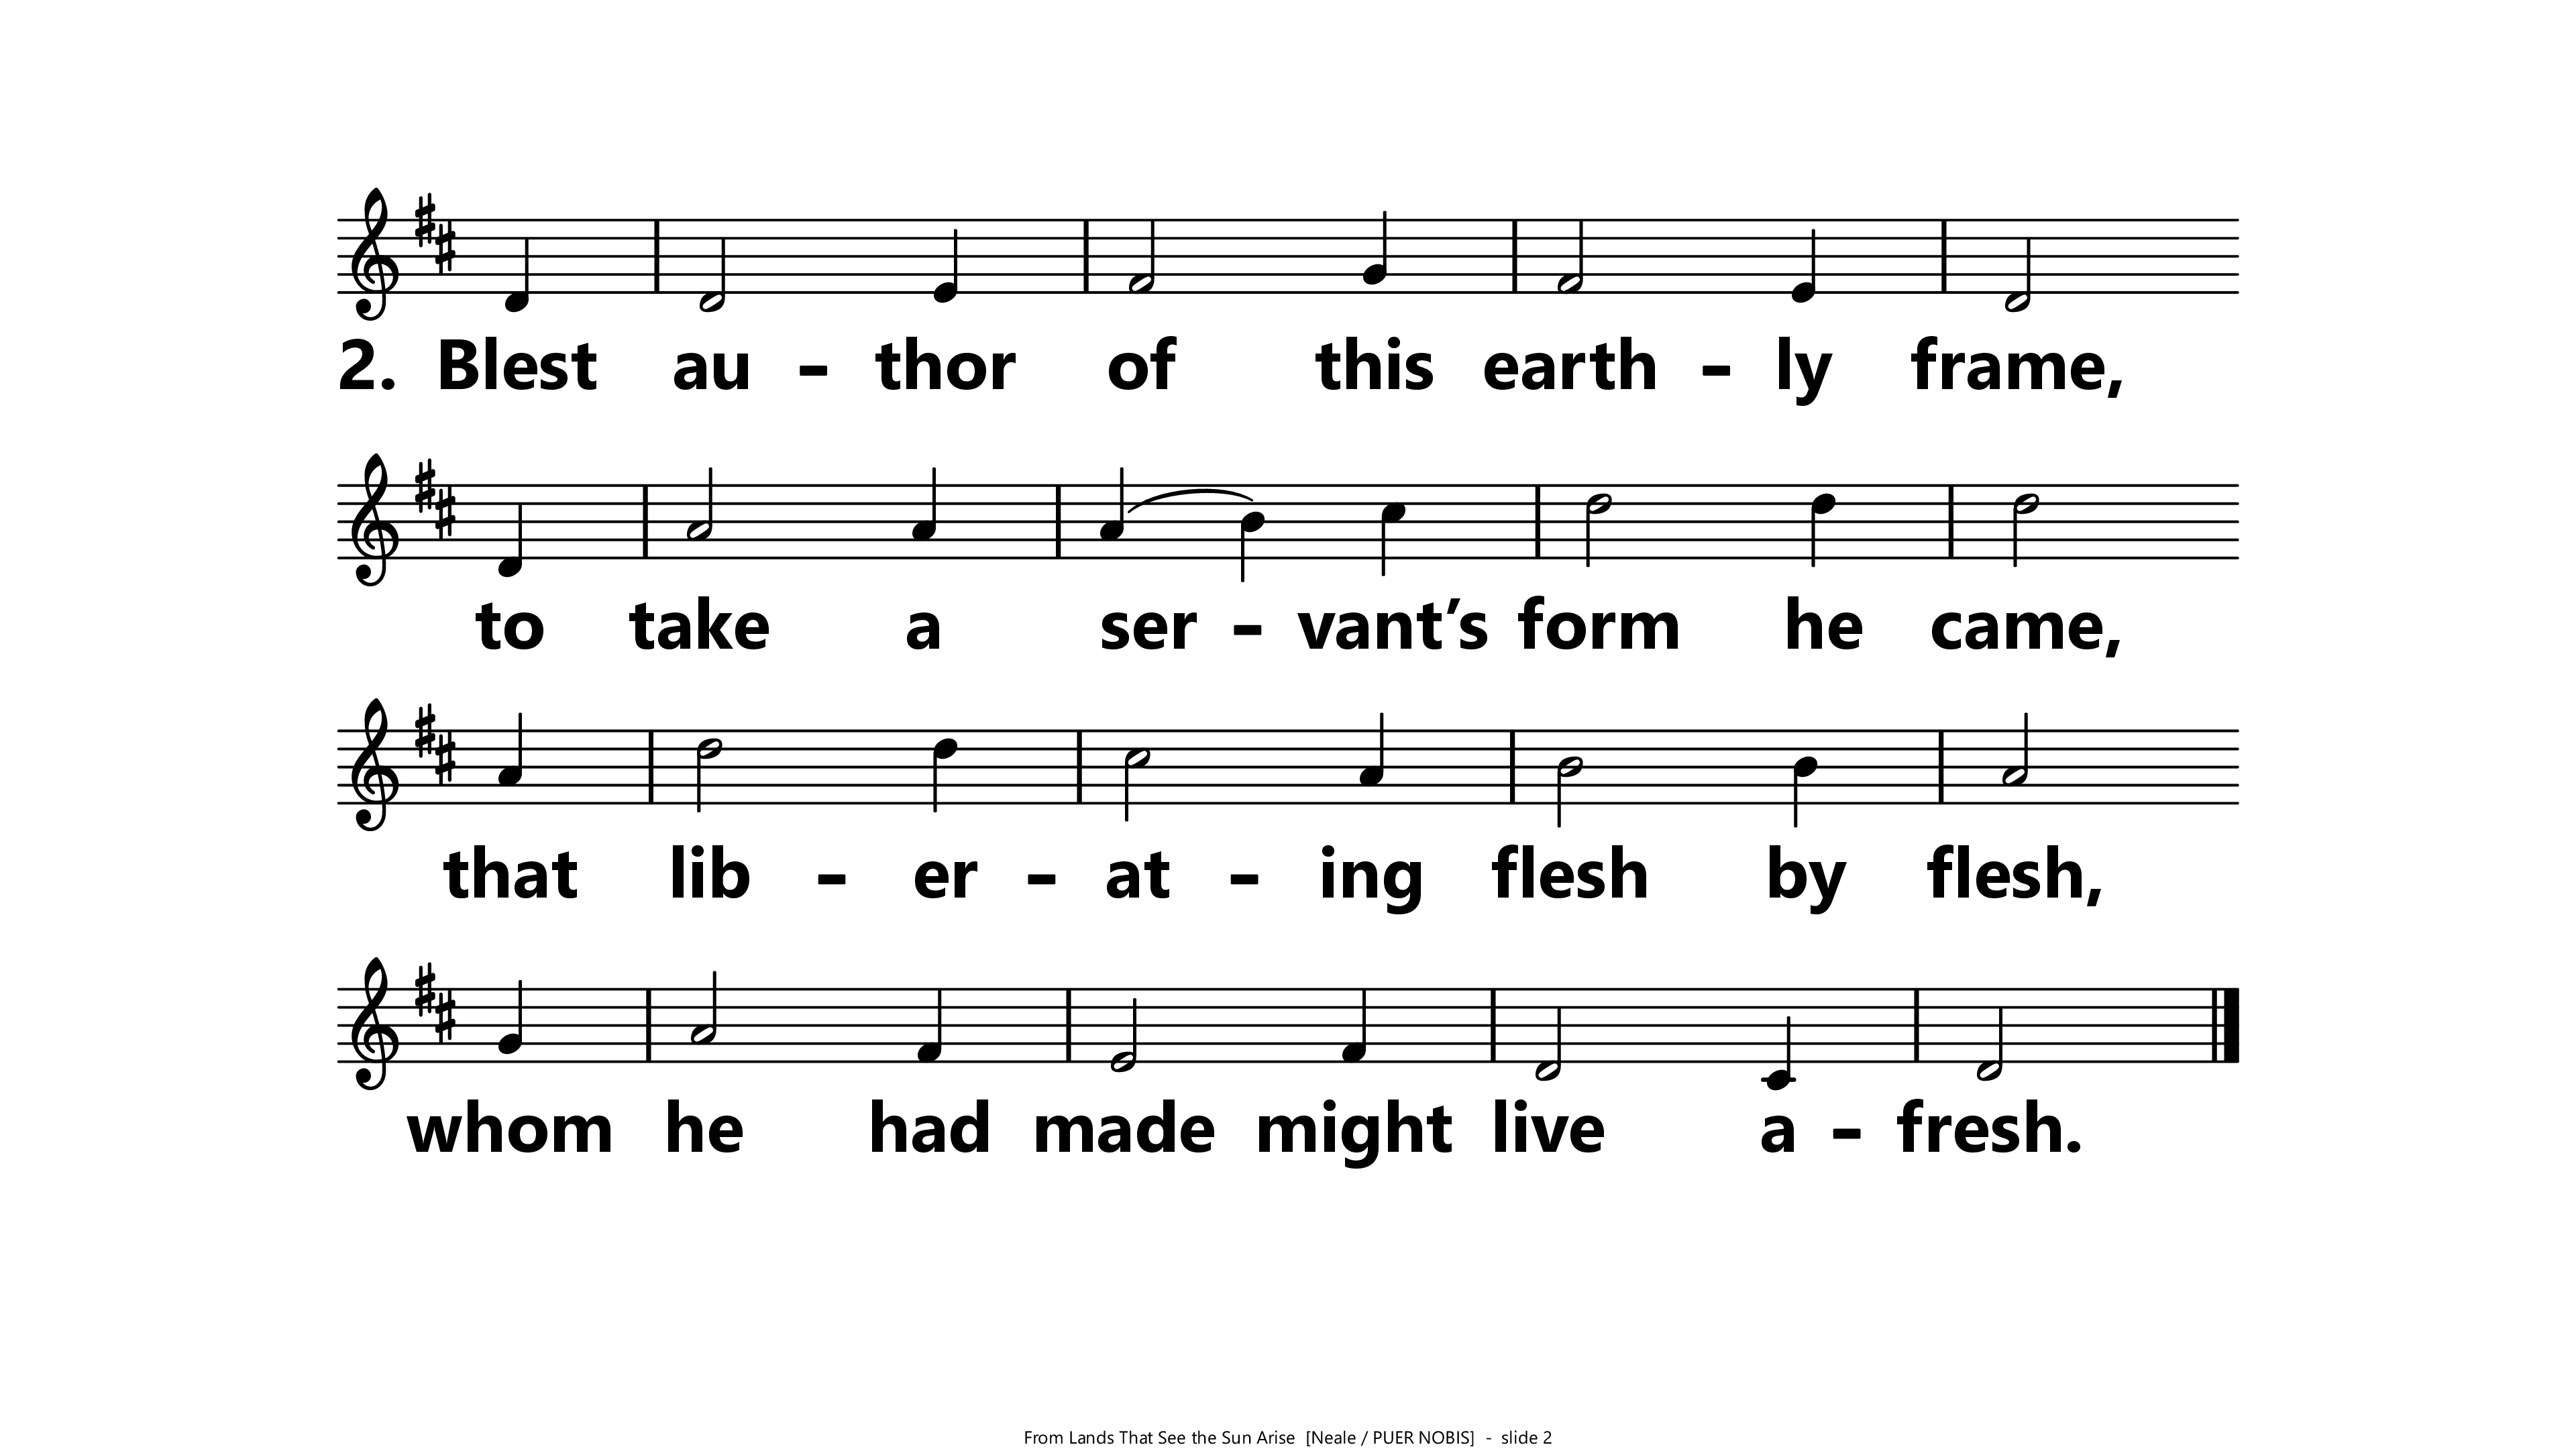 2. Blest au - thor of this earth - ly frame,
to take a ser - vant’s form he came,
that lib - er - at - ing flesh by flesh,
whom he had made might live a - fresh.
From Lands That See the Sun Arise [Neale / PUER NOBIS] - slide 2